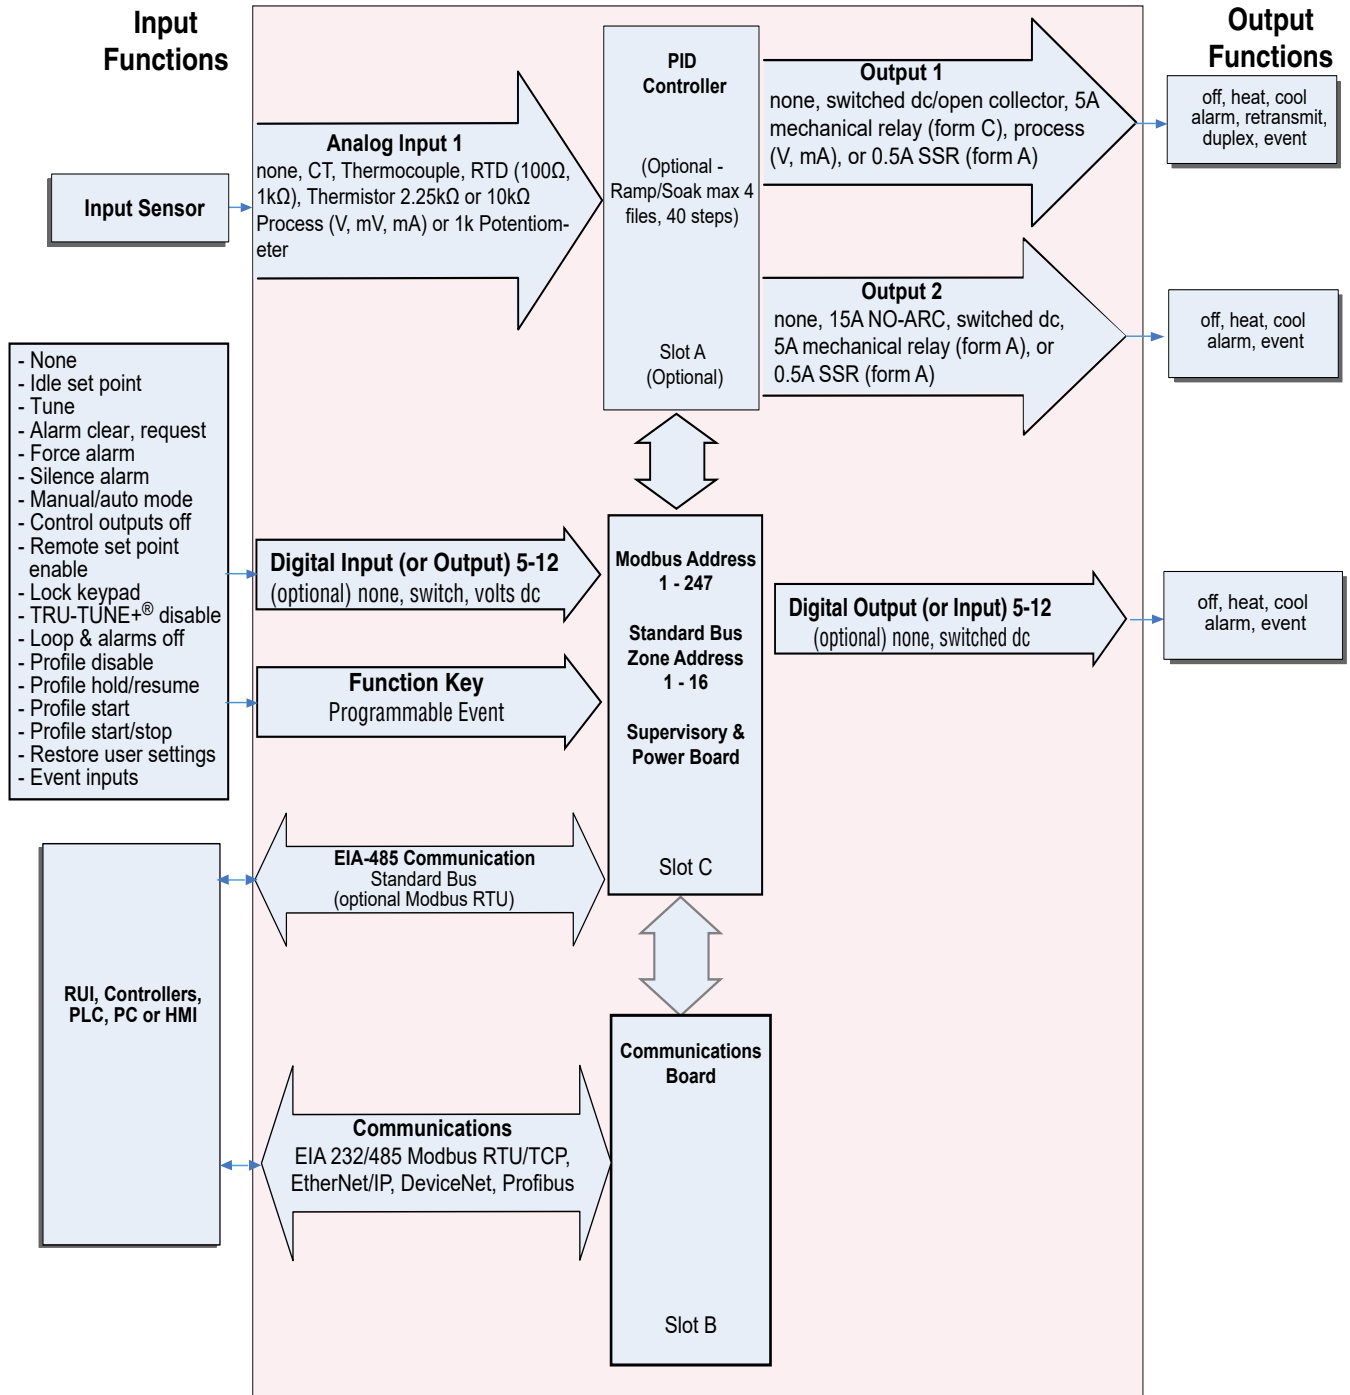 Input
Functions
Output
Functions
PID
Controller
(Optional -
Ramp/Soak max 4
files, 40 steps)
Slot A
(Optional)
Analog Input 1
none, CT, Thermocouple, RTD (100Ω,
1kΩ), Thermistor 2.25kΩ or 10kΩ
Process (V, mV, mA) or 1k Potentiom-
eter
Input Sensor
Output 1
none, switched dc/open collector, 5A
mechanical relay (form C), process
(V, mA), or 0.5A SSR (form A)
off, heat, cool
alarm, retransmit,
duplex, event
Output 2
none, 15A NO-ARC, switched dc,
5A mechanical relay (form A), or
0.5A SSR (form A)
off, heat, cool
alarm, event
- None
- Idle set point
- Tune
- Alarm clear, request
- Force alarm
- Silence alarm
- Manual/auto mode
- Control outputs off
- Remote set point
enable
- Lock keypad
- TRU-TUNE+® disable
- Loop & alarms off
- Profile disable
- Profile hold/resume
- Profile start
- Profile start/stop
- Restore user settings
- Event inputs
Digital Input (or Output) 5-12
(optional) none, switch, volts dc
Function Key
Programmable Event
Modbus Address
1 - 247
Standard Bus
Zone Address
1 - 16
Supervisory &
Power Board
Slot C
Digital Output (or Input) 5-12
(optional) none, switched dc
off, heat, cool
alarm, event
EIA-485 Communication
Standard Bus
(optional Modbus RTU)
RUI, Controllers,
PLC, PC or HMI
Communications
EIA 232/485 Modbus RTU/TCP,
EtherNet/IP, DeviceNet, Profibus
Communications
Board
Slot B